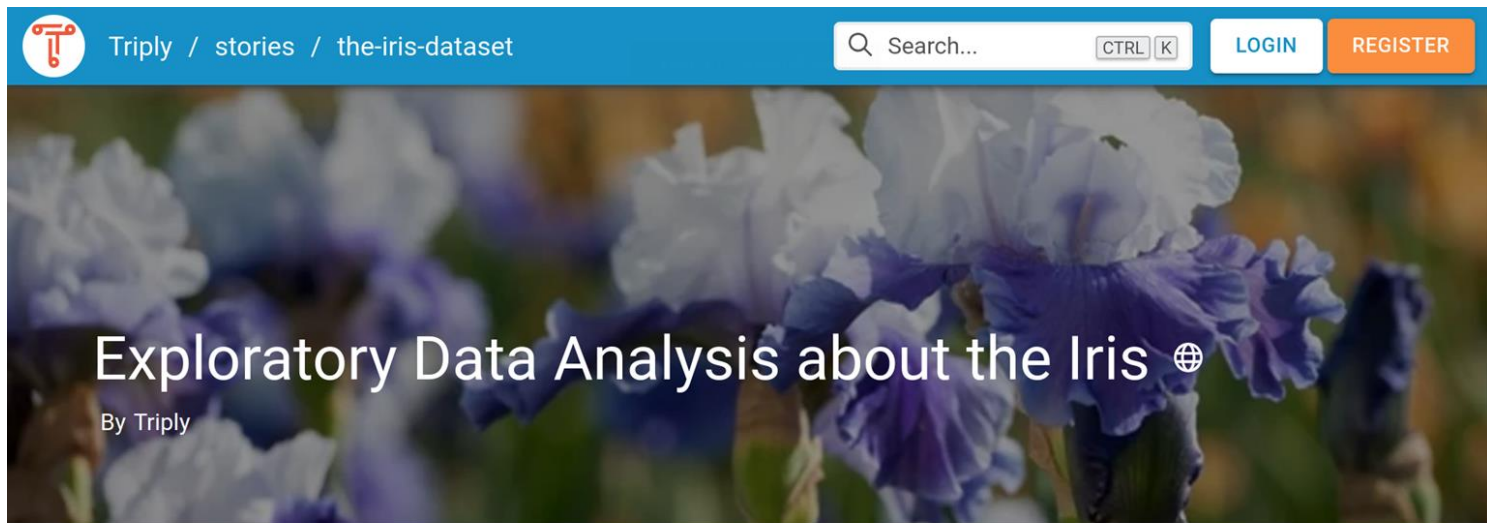 Triply / stories / the-iris-dataset Search... CTRL K LOGIN REGISTER
Exploratory Data Analysis about the Iris
By Triply